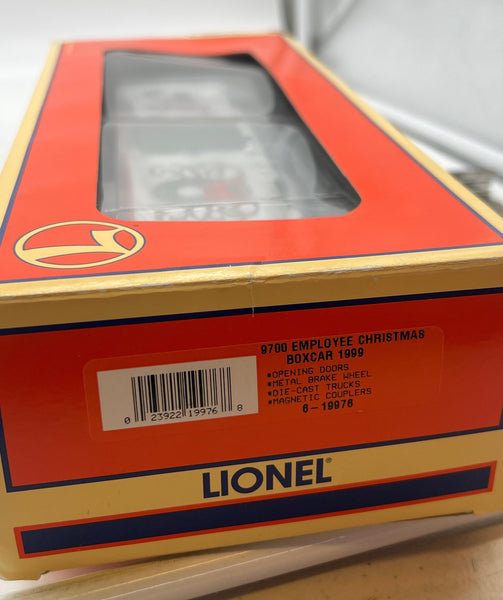 9700 EMPLOYEE CHRISTMAS
BOXCAR 1999
*OPENING DOORS
*METAL BRAKE WHEEL
*DIE-CAST TRUCKS
*MAGNETIC COUPLERS
6-19976
0 23922 19976 8
LIONEL®